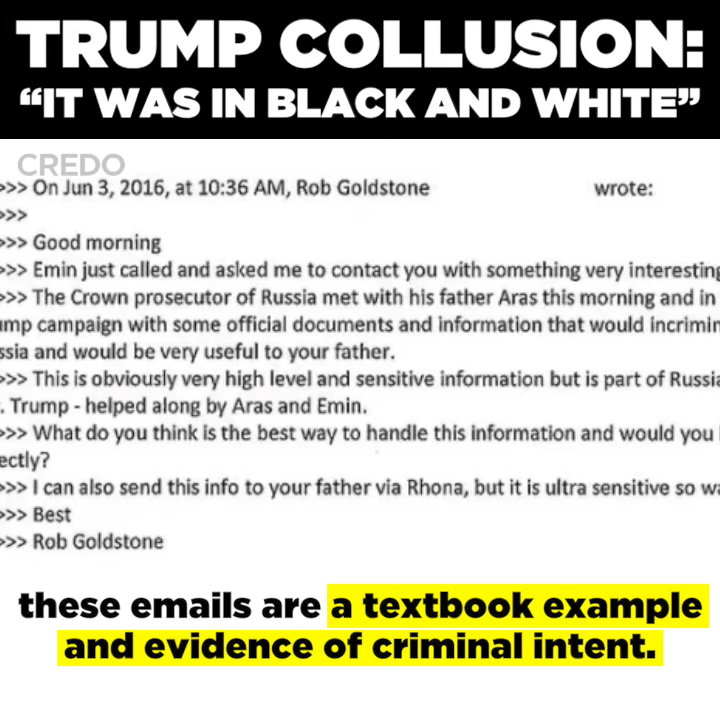 TRUMP COLLUSION:
“IT WAS IN BLACK AND WHITE”
CREDO
>>> On Jun 3, 2016, at 10:36 AM, Rob Goldstone wrote:
>>>
>>> Good morning
>>> Emin just called and asked me to contact you with something very interesting
>>> The Crown prosecutor of Russia met with his father Aras this morning and in
ump campaign with some official documents and information that would incrimin
ssia and would be very useful to your father.
>>> This is obviously very high level and sensitive information but is part of Russia
. Trump - helped along by Aras and Emin.
>>> What do you think is the best way to handle this information and would you
ectly?
>>> I can also send this info to your father via Rhona, but it is ultra sensitive so wa
>>> Best
>>> Rob Goldstone
these emails are a textbook example
and evidence of criminal intent.